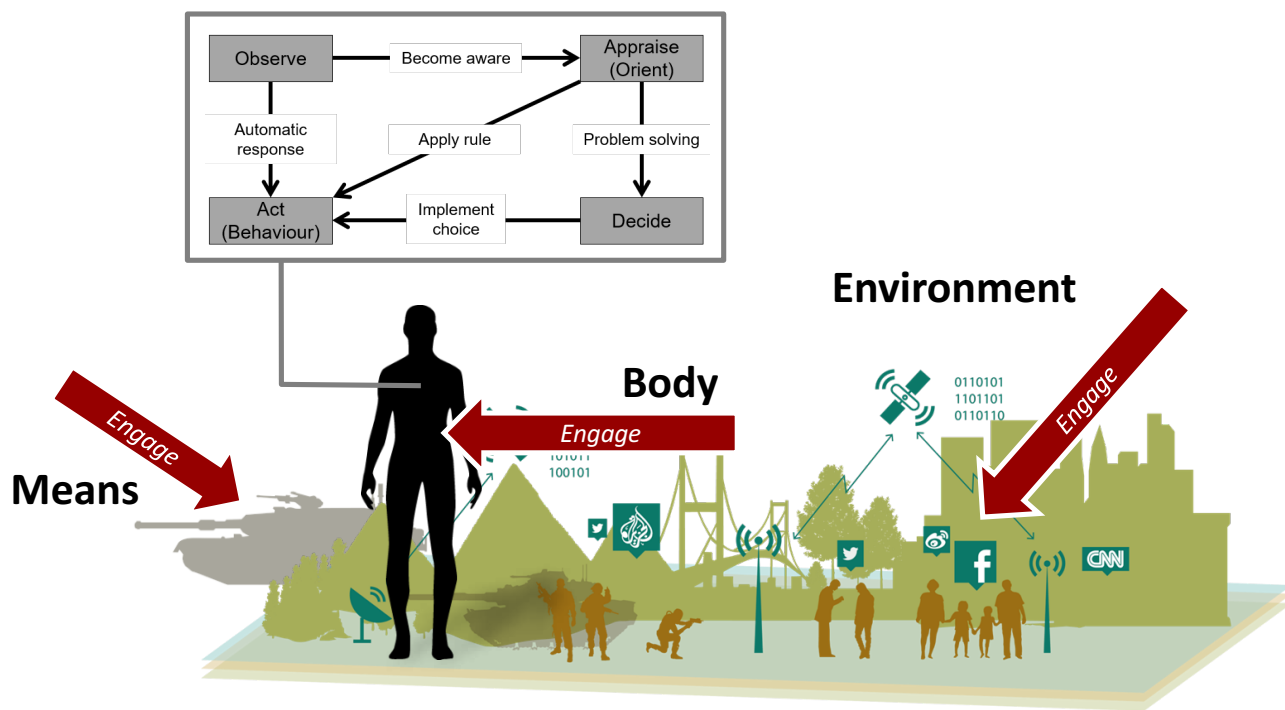 Observe
Become aware
Appraise
(Orient)
Automatic
response
Apply rule
Problem solving
Act
(Behaviour)
Implement
choice
Decide
Environment
Body
Means
Engage
Engage
Engage
0110101
1101101
0110110
101011
100101
f
CNN